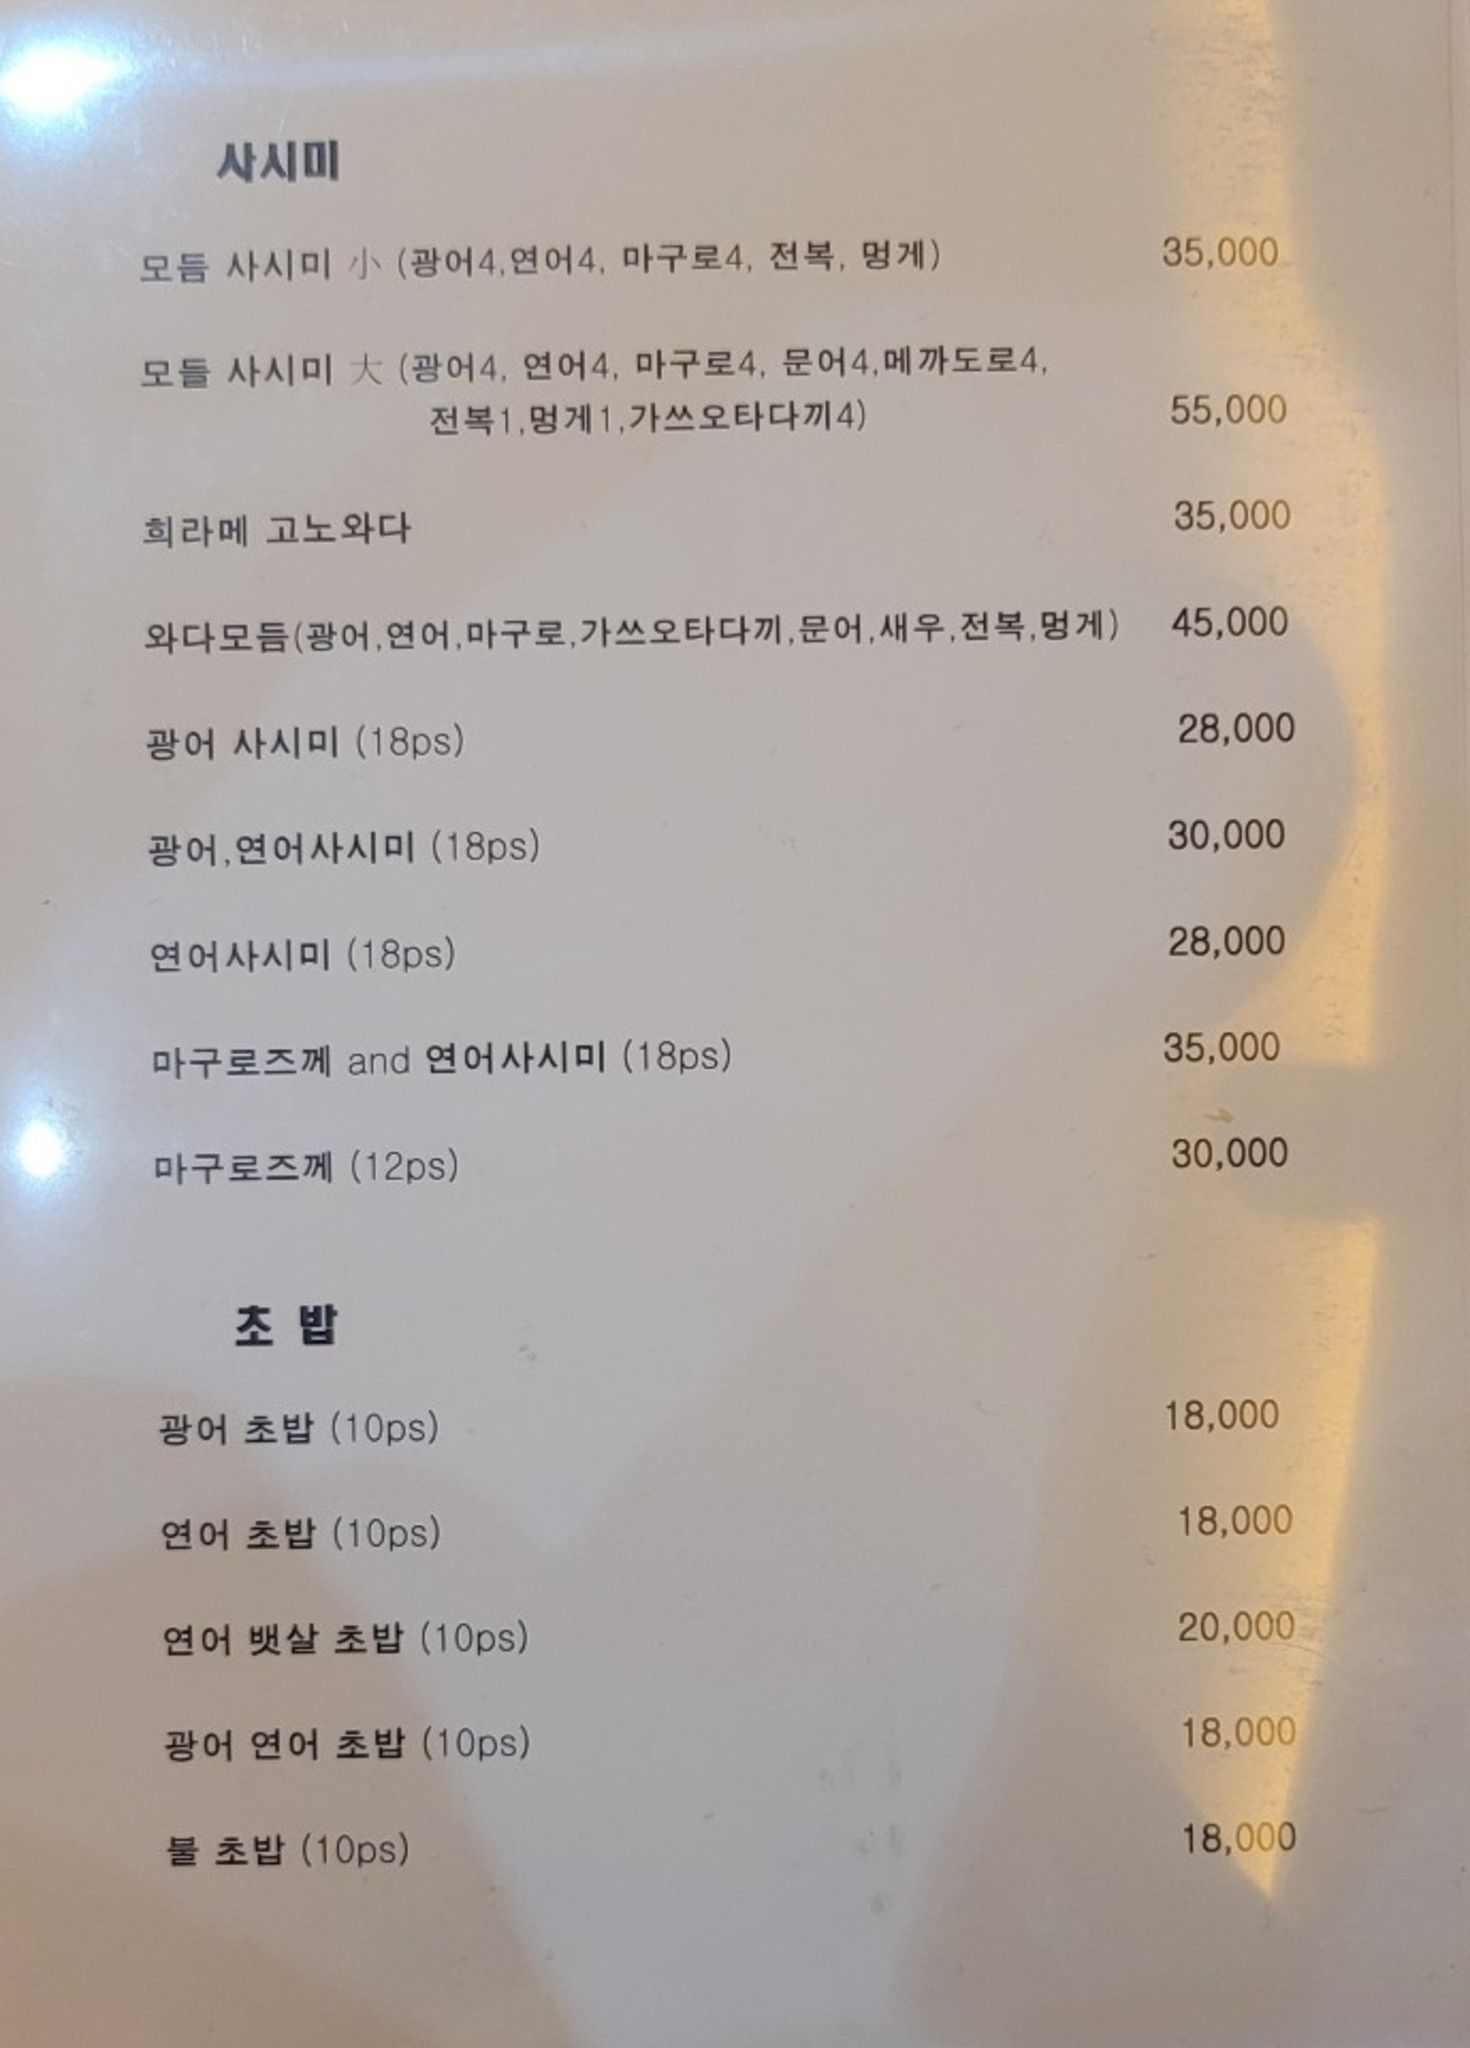 사시미
모듬 사시미 小 (광어4,연어4, 마구로4, 전복, 멍게) 35,000
모들 사시미 大 (광어4, 연어4, 마구로4, 문어4,메까도로4,
전복1,멍게1,가쓰오타다끼4) 55,000
희라메 고노와다 35,000
와다모듬(광어,연어,마구로,가쓰오타다끼,문어,새우,전복,멍게) 45,000
광어 사시미 (18ps) 28,000
광어,연어사시미 (18ps) 30,000
연어사시미 (18ps) 28,000
마구로즈께 and 연어사시미 (18ps) 35,000
마구로즈께 (12ps) 30,000
초 밥
광어 초밥 (10ps) 18,000
연어 초밥 (10ps) 18,000
연어 뱃살 초밥 (10ps) 20,000
광어 연어 초밥 (10ps) 18,000
불 초밥 (10ps) 18,000